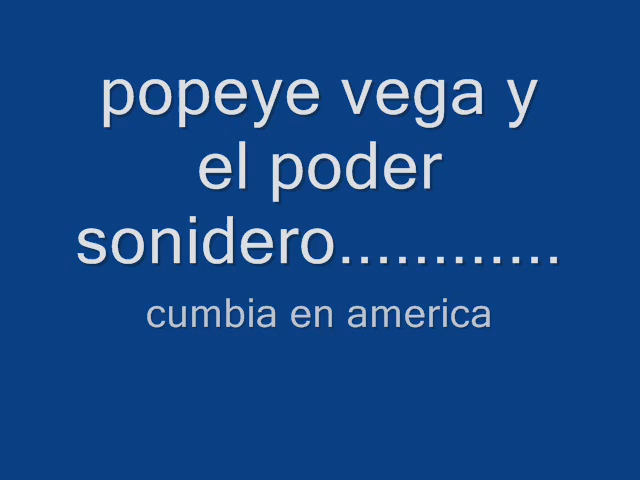 popeye vega y
el poder
sonidero............
cumbia en america